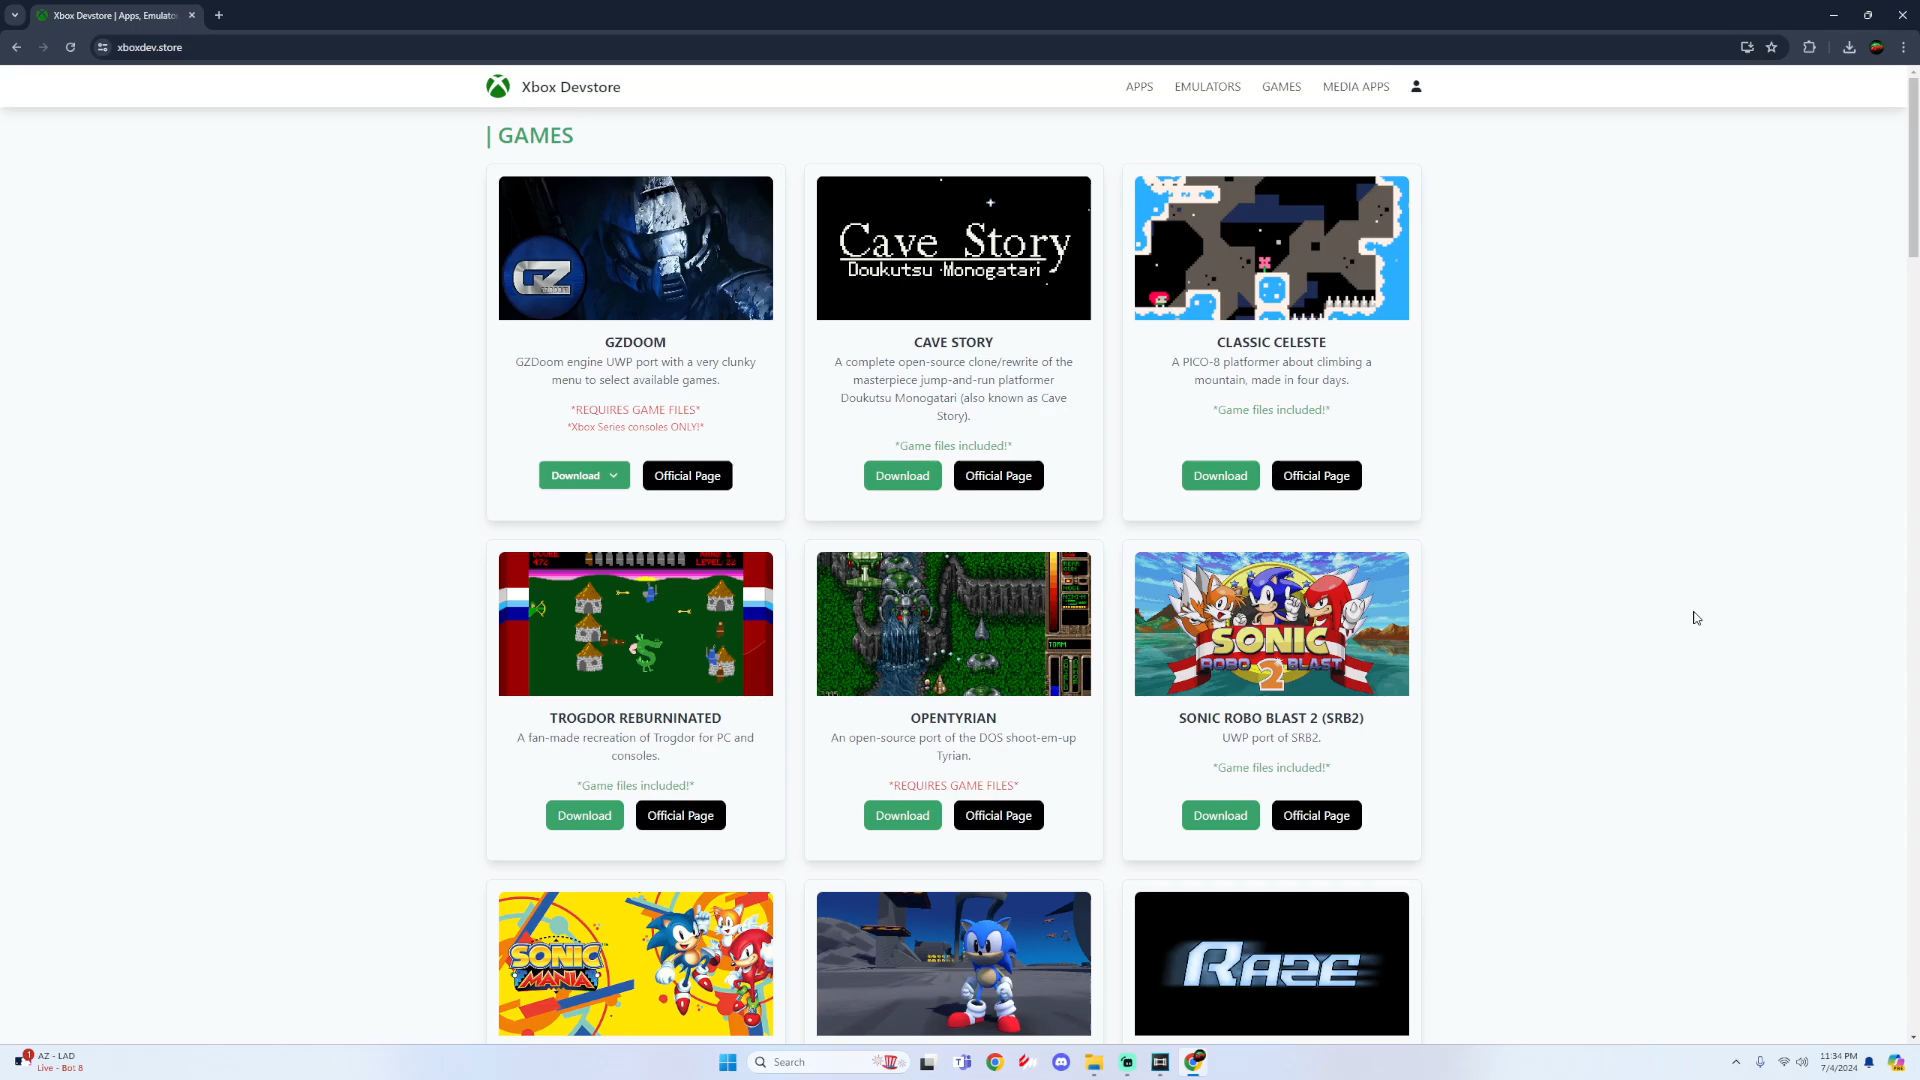 Xbox Devstore | Apps, Emulato
xboxdev.store
Xbox Devstore
APPS
EMULATORS
GAMES
MEDIA APPS
| GAMES
GZDOOM
GZDoom engine UWP port with a very clunky
menu to select available games.
*REQUIRES GAME FILES*
*Xbox Series consoles ONLY!*
Download
Official Page
Cave Story
Doukutsu Monogatari
CAVE STORY
A complete open-source clone/rewrite of the
masterpiece jump-and-run platformer
Doukutsu Monogatari (also known as Cave
Story).
*Game files included!*
Download
Official Page
CLASSIC CELESTE
A PICO-8 platformer about climbing a
mountain, made in four days.
*Game files included!*
Download
Official Page
LEVEL 22
TROGDOR REBURNINATED
A fan-made recreation of Trogdor for PC and
consoles.
*Game files included!*
Download
Official Page
OPENTYRIAN
An open-source port of the DOS shoot-em-up
Tyrian.
*REQUIRES GAME FILES*
Download
Official Page
SONIC
ROBO BLAST
2
SONIC ROBO BLAST 2 (SRB2)
UWP port of SRB2.
*Game files included!*
Download
Official Page
SONIC
MANIA
RAZE
1
AZ - LAD
Live - Bot 8
Search
11:34 PM
7/4/2024